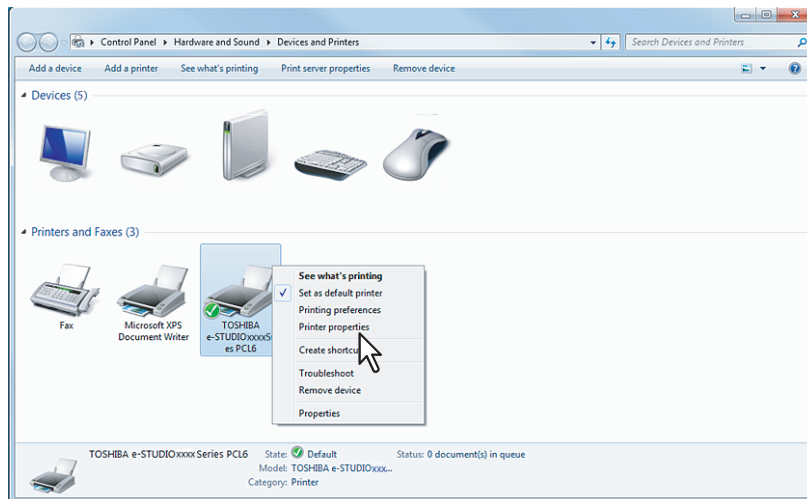 Control Panel ▸ Hardware and Sound ▸ Devices and Printers
Search Devices and Printers
Add a device Add a printer See what's printing Print server properties Remove device
Devices (5)
Printers and Faxes (3)
Fax
Microsoft XPS
Document Writer
TOSHIBA
e-STUDIOxxxxS
es PCL6
See what's printing
Set as default printer
Printing preferences
Printer properties
Create shortcu
Troubleshoot
Remove device
Properties
TOSHIBA e-STUDIOxxxx Series PCL6 State: Default Status: 0 document(s) in queue
Model: TOSHIBA e-STUDIOxxx...
Category: Printer